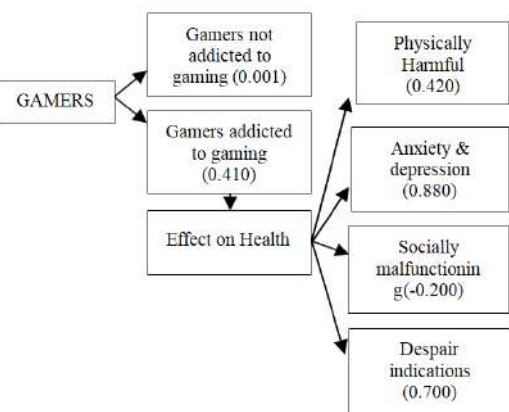 GAMERS
Gamers not
addicted to
gaming (0.001)
Gamers addicted
to gaming
(0.410)
Effect on Health
Physically
Harmful
(0.420)
Anxiety &
depression
(0.880)
Socially
malfunctionin
g(-0.200)
Despair
indications
(0.700)